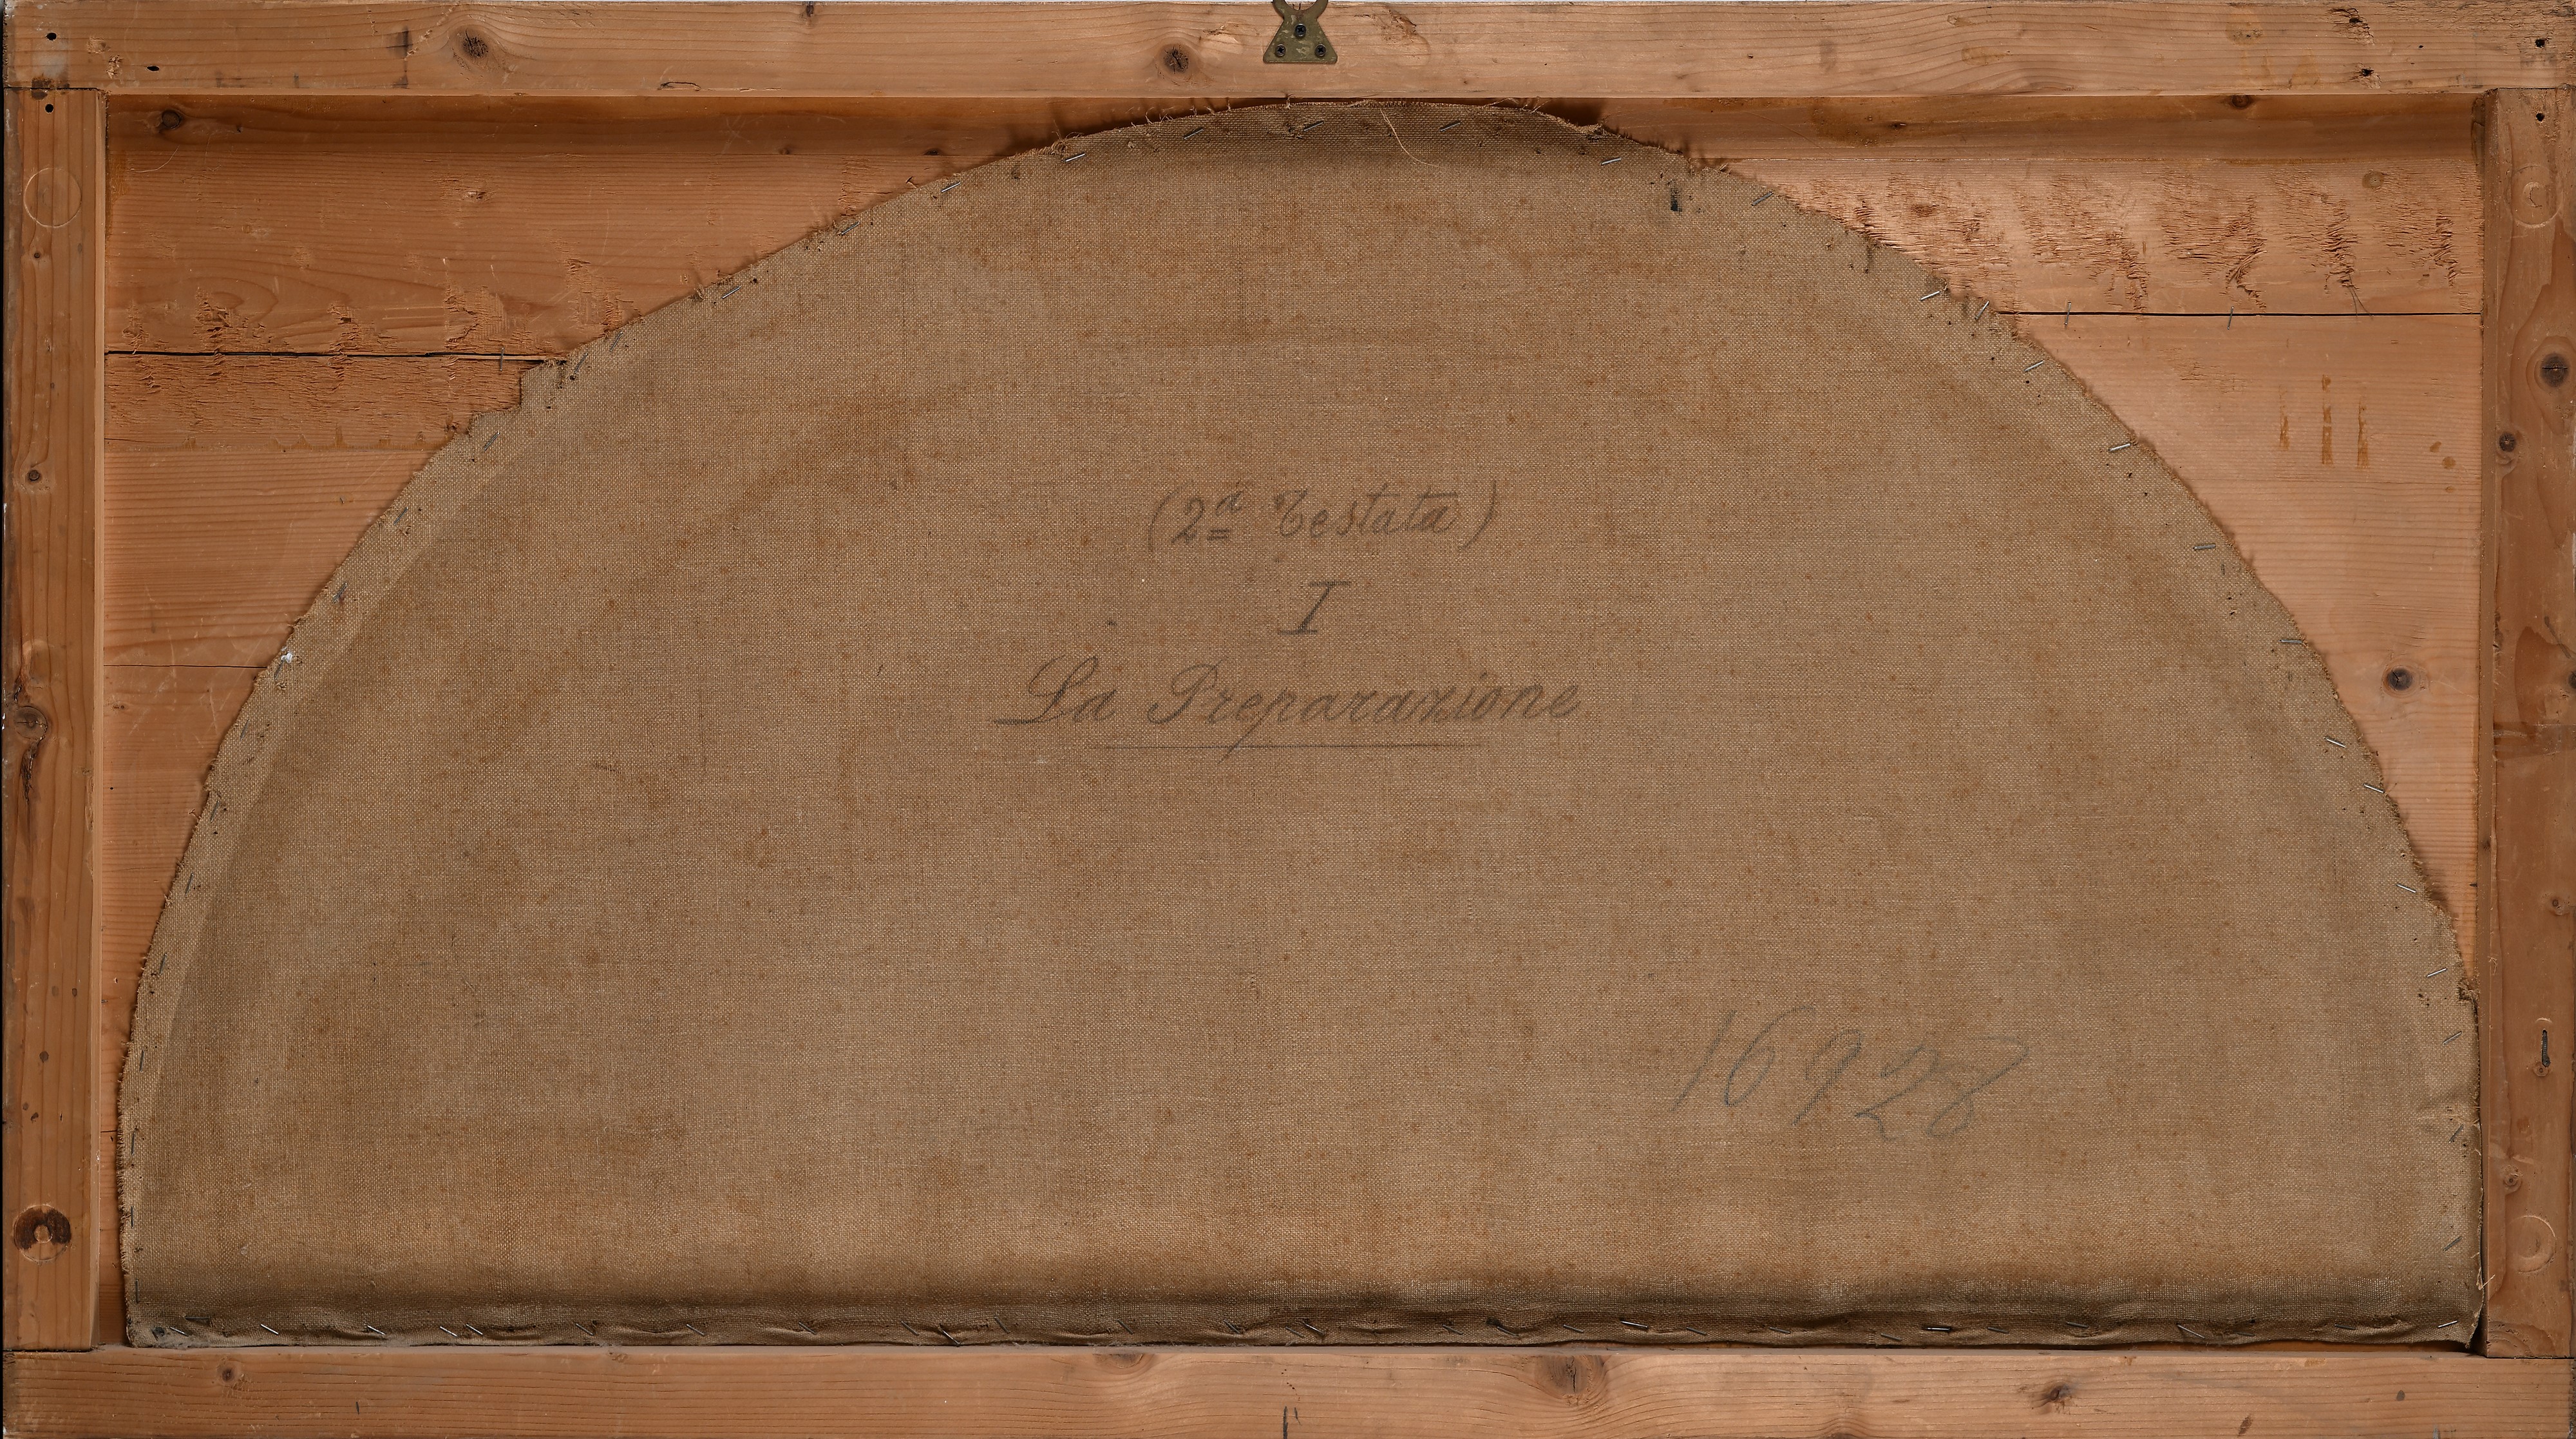 (2ª Testata)
I
La Preparazione
16928